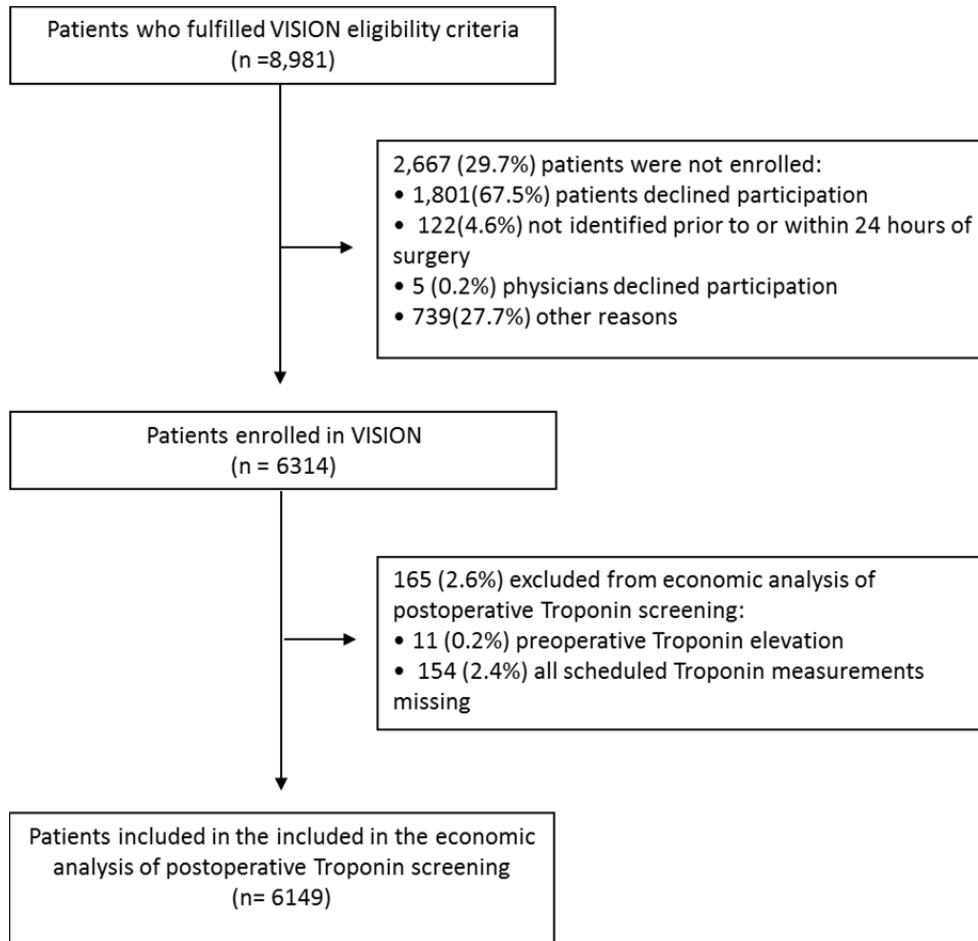 Patients who fulfilled VISION eligibility criteria
(n =8,981)
2,667 (29.7%) patients were not enrolled:
• 1,801(67.5%) patients declined participation
• 122(4.6%) not identified prior to or within 24 hours of
surgery
• 5 (0.2%) physicians declined participation
• 739(27.7%) other reasons
Patients enrolled in VISION
(n = 6314)
165 (2.6%) excluded from economic analysis of
postoperative Troponin screening:
• 11 (0.2%) preoperative Troponin elevation
• 154 (2.4%) all scheduled Troponin measurements
missing
Patients included in the included in the economic
analysis of postoperative Troponin screening
(n= 6149)